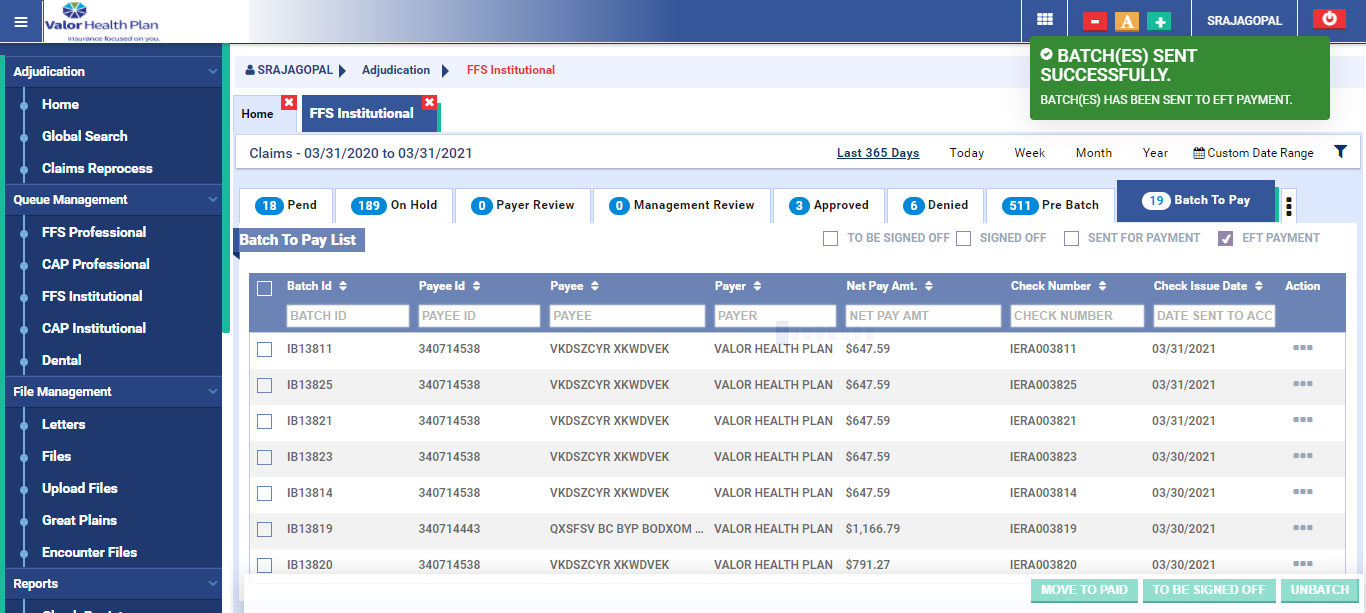 Valor Health Plan
Insurance focused on you.
A
SRAJAGOPAL
BATCH(ES) SENT
SUCCESSFULLY.
BATCH(ES) HAS BEEN SENT TO EFT PAYMENT.
Adjudication
Home
Global Search
Claims Reprocess
Queue Management
FFS Professional
CAP Professional
FFS Institutional
CAP Institutional
Dental
File Management
Letters
Files
Upload Files
Great Plains
Encounter Files
Reports
SRAJAGOPAL Adjudication FFS Institutional
Home FFS Institutional
Claims - 03/31/2020 to 03/31/2021 Last 365 Days Today Week Month Year Custom Date Range
18 Pend 189 On Hold 0 Payer Review 0 Management Review 3 Approved 6 Denied 511 Pre Batch 19 Batch To Pay
Batch To Pay List TO BE SIGNED OFF SIGNED OFF SENT FOR PAYMENT EFT PAYMENT
Batch Id Payee Id Payee Payer Net Pay Amt. Check Number Check Issue Date Action
BATCH ID PAYEE ID PAYEE PAYER NET PAY AMT CHECK NUMBER DATE SENT TO ACC
IB13811 340714538 VKDSZCYR XKWDVEK VALOR HEALTH PLAN $647.59 IERA003811 03/31/2021
IB13825 340714538 VKDSZCYR XKWDVEK VALOR HEALTH PLAN $647.59 IERA003825 03/31/2021
IB13821 340714538 VKDSZCYR XKWDVEK VALOR HEALTH PLAN $647.59 IERA003821 03/31/2021
IB13823 340714538 VKDSZCYR XKWDVEK VALOR HEALTH PLAN $647.59 IERA003823 03/30/2021
IB13814 340714538 VKDSZCYR XKWDVEK VALOR HEALTH PLAN $647.59 IERA003814 03/30/2021
IB13819 340714443 QXSFSV BC BYP BODXOM ... VALOR HEALTH PLAN $1,166.79 IERA003819 03/30/2021
IB13820 340714538 VKDSZCYR XKWDVEK VALOR HEALTH PLAN $791.27 IERA003820 03/30/2021
MOVE TO PAID TO BE SIGNED OFF UNBATCH